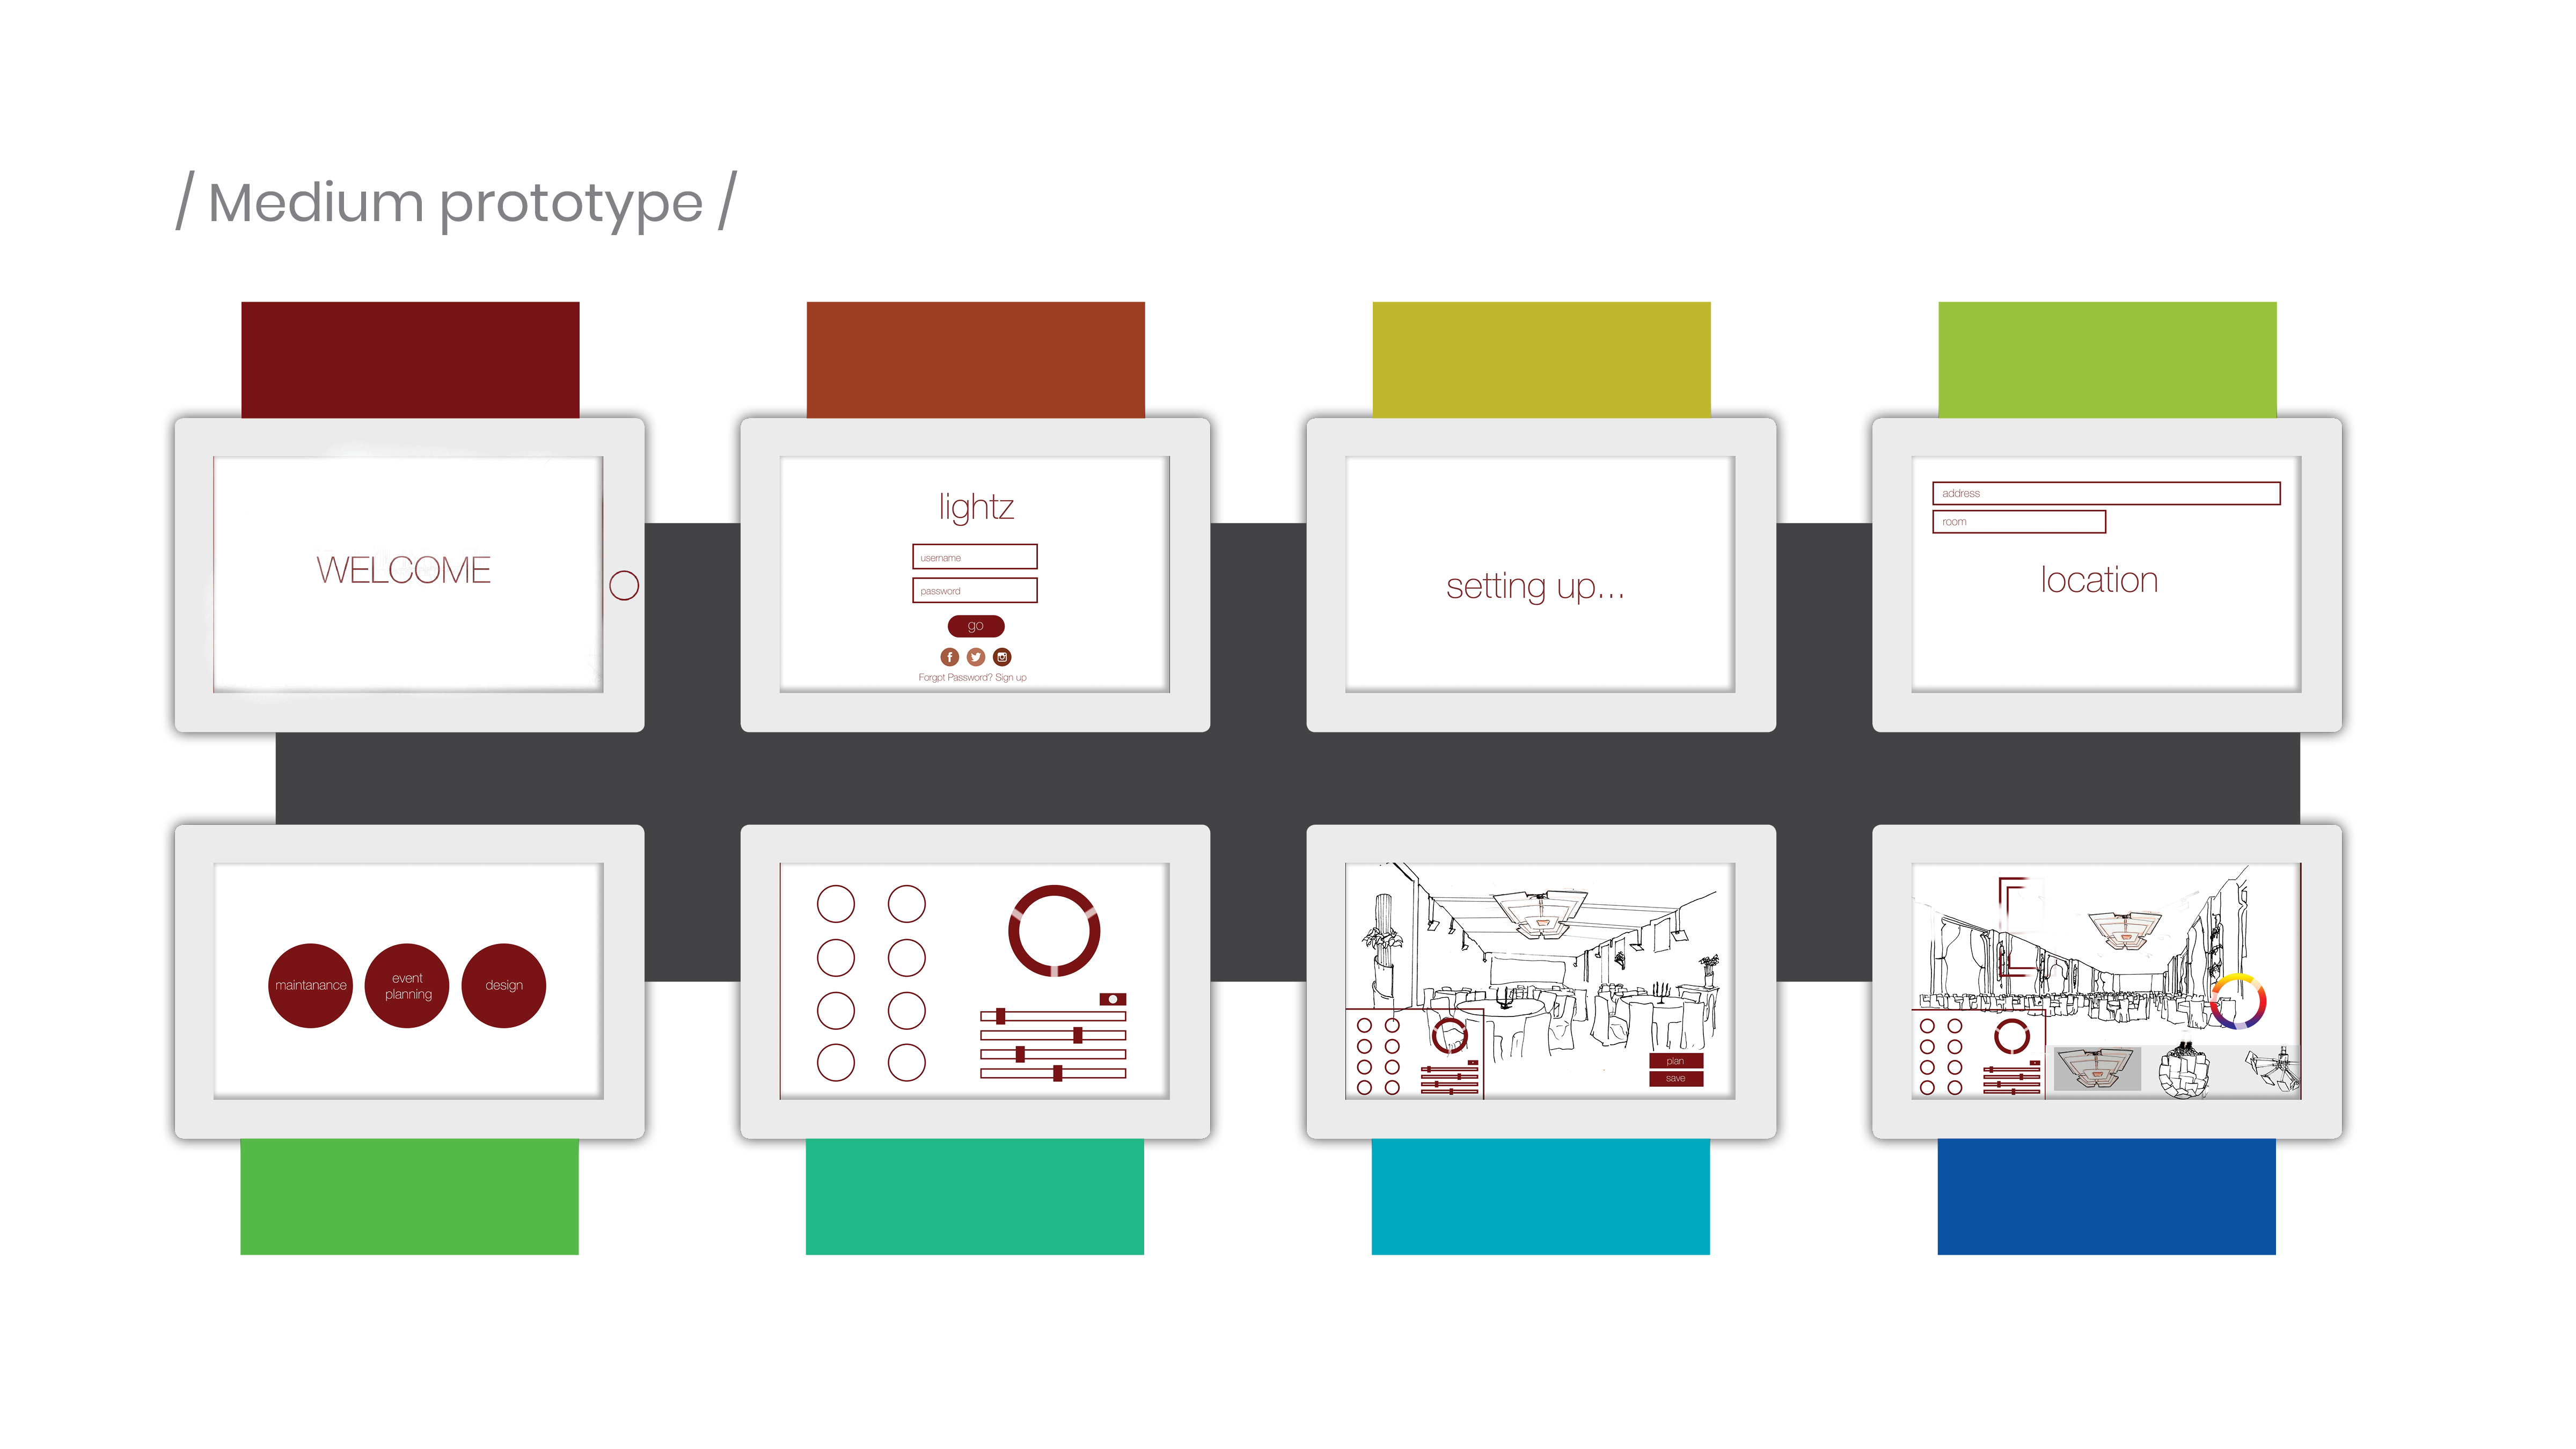 / Medium prototype /
WELCOME
lightz
username
password
go
Forgpt Password? Sign up
setting up...
address
room
location
maintanance
event
planning
design
plan
save